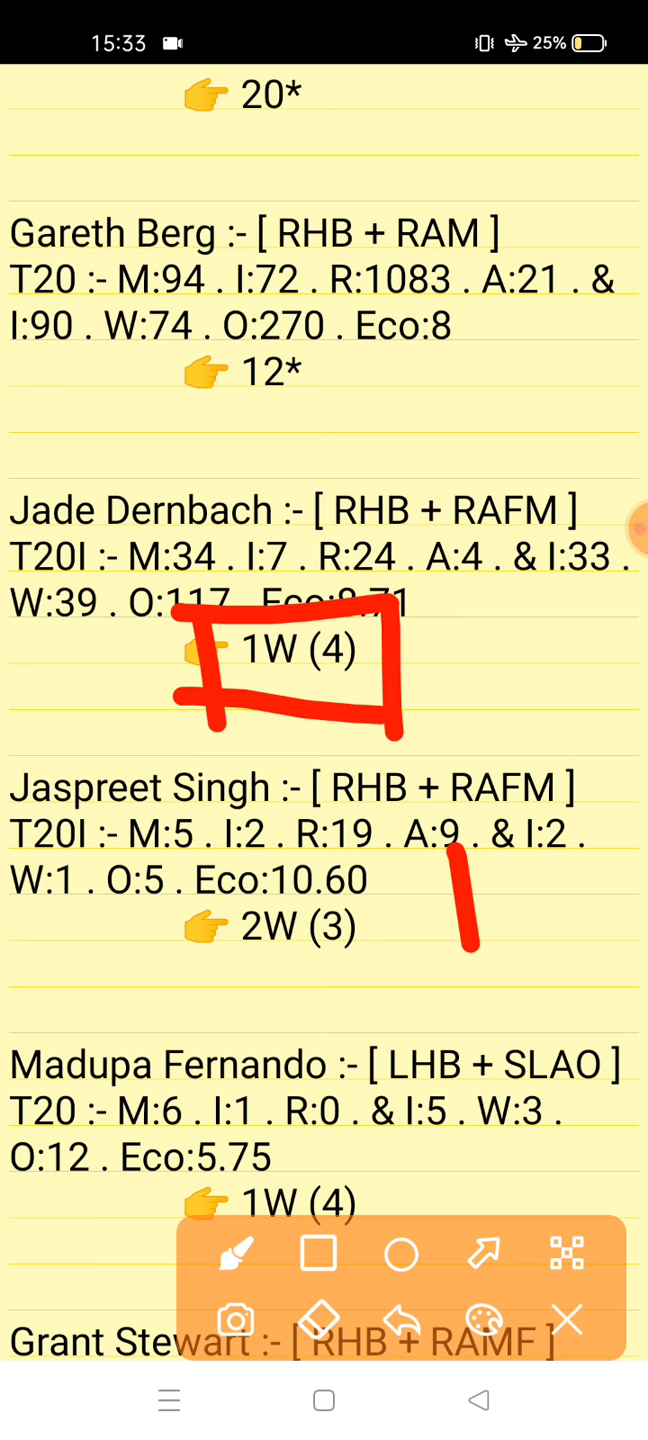 15:33 25%
👉 20*
Gareth Berg :- [ RHB + RAM ]
T20 :- M:94 . I:72 . R:1083 . A:21 . &
I:90 . W:74 . O:270 . Eco:8
👉 12*
Jade Dernbach :- [ RHB + RAFM ]
T20I :- M:34 . I:7 . R:24 . A:4 . & I:33 .
W:39 . O:117 . Eco:8.71
👉 1W (4)
Jaspreet Singh :- [ RHB + RAFM ]
T20I :- M:5 . I:2 . R:19 . A:9 . & I:2 .
W:1 . O:5 . Eco:10.60
👉 2W (3)
Madupa Fernando :- [ LHB + SLAO ]
T20 :- M:6 . I:1 . R:0 . & I:5 . W:3 .
O:12 . Eco:5.75
👉 1W (4)
Grant Stewart :- [ RHB + RAMF ]